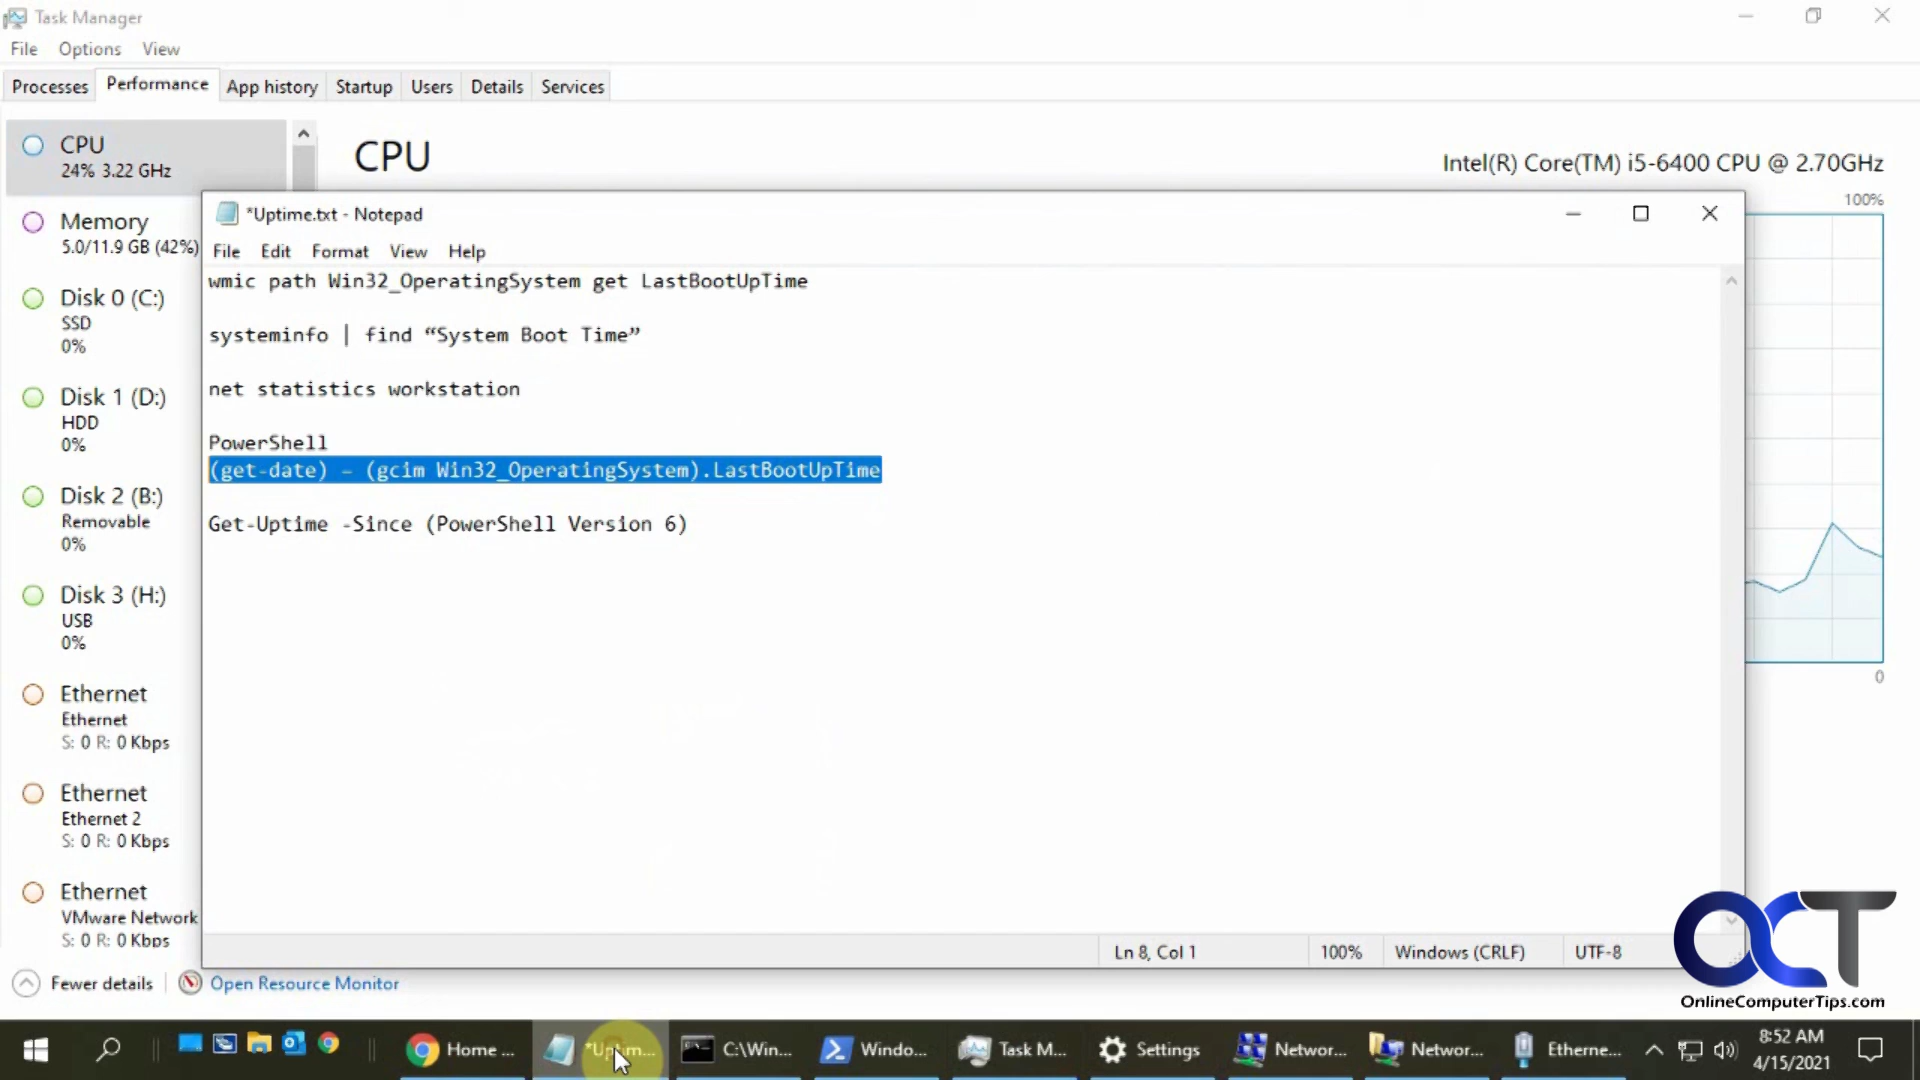 Task Manager
File Options View
Processes Performance App history Startup Users Details Services
CPU
24% 3.22 GHz
Memory
5.0/11.9 GB (42%)
Disk 0 (C:)
SSD
0%
Disk 1 (D:)
HDD
0%
Disk 2 (B:)
Removable
0%
Disk 3 (H:)
USB
0%
Ethernet
Ethernet
S: 0 R: 0 Kbps
Ethernet
Ethernet 2
S: 0 R: 0 Kbps
Ethernet
VMware Network
S: 0 R: 0 Kbps
CPU
Intel(R) Core(TM) i5-6400 CPU @ 2.70GHz
100%
0
*Uptime.txt - Notepad
File Edit Format View Help
wmic path Win32_OperatingSystem get LastBootUpTime
systeminfo | find “System Boot Time”
net statistics workstation
PowerShell
(get-date) – (gcim Win32_OperatingSystem).LastBootUpTime
Get-Uptime -Since (PowerShell Version 6)
Ln 8, Col 1 100% Windows (CRLF) UTF-8
Fewer details Open Resource Monitor
OCT
OnlineComputerTips.com
Home ... *Uptim... C:\Win... Windo... Task M... Settings Networ... Networ... Etherne...
8:52 AM
4/15/2021